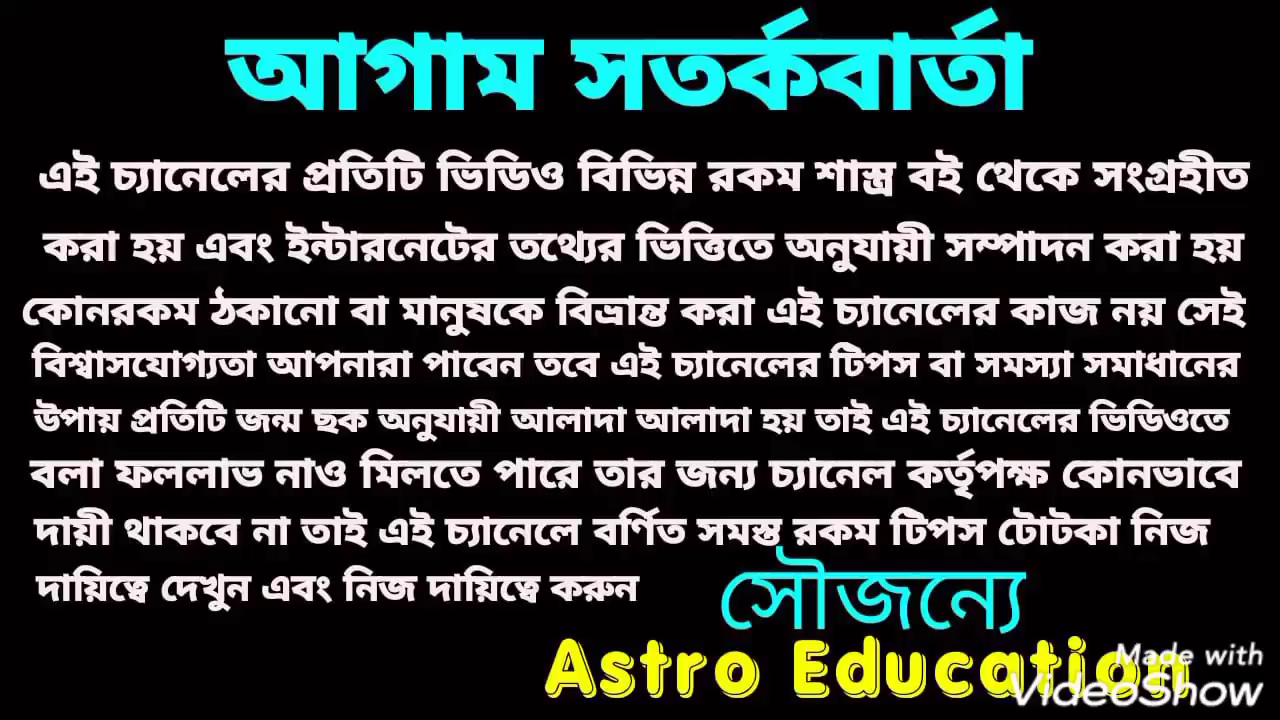 আগাম সতর্কবার্তা
এই চ্যানেলের প্রতিটি ভিডিও বিভিন্ন রকম শাস্ত্র বই থেকে সংগ্রহীত
করা হয় এবং ইন্টারনেটের তথ্যের ভিত্তিতে অনুযায়ী সম্পাদন করা হয়
কোনরকম ঠকানো বা মানুষকে বিভ্রান্ত করা এই চ্যানেলের কাজ নয় সেই
বিশ্বাসযোগ্যতা আপনারা পাবেন তবে এই চ্যানেলের টিপস বা সমস্যা সমাধানের
উপায় প্রতিটি জন্ম ছক অনুযায়ী আলাদা আলাদা হয় তাই এই চ্যানেলের ভিডিওতে
বলা ফললাভ নাও মিলতে পারে তার জন্য চ্যানেল কর্তৃপক্ষ কোনভাবে
দায়ী থাকবে না তাই এই চ্যানেলে বর্ণিত সমস্ত রকম টিপস টোটকা নিজ
দায়িত্বে দেখুন এবং নিজ দায়িত্বে করুন
সৌজন্যে
Astro Education
Made with
VideoShow